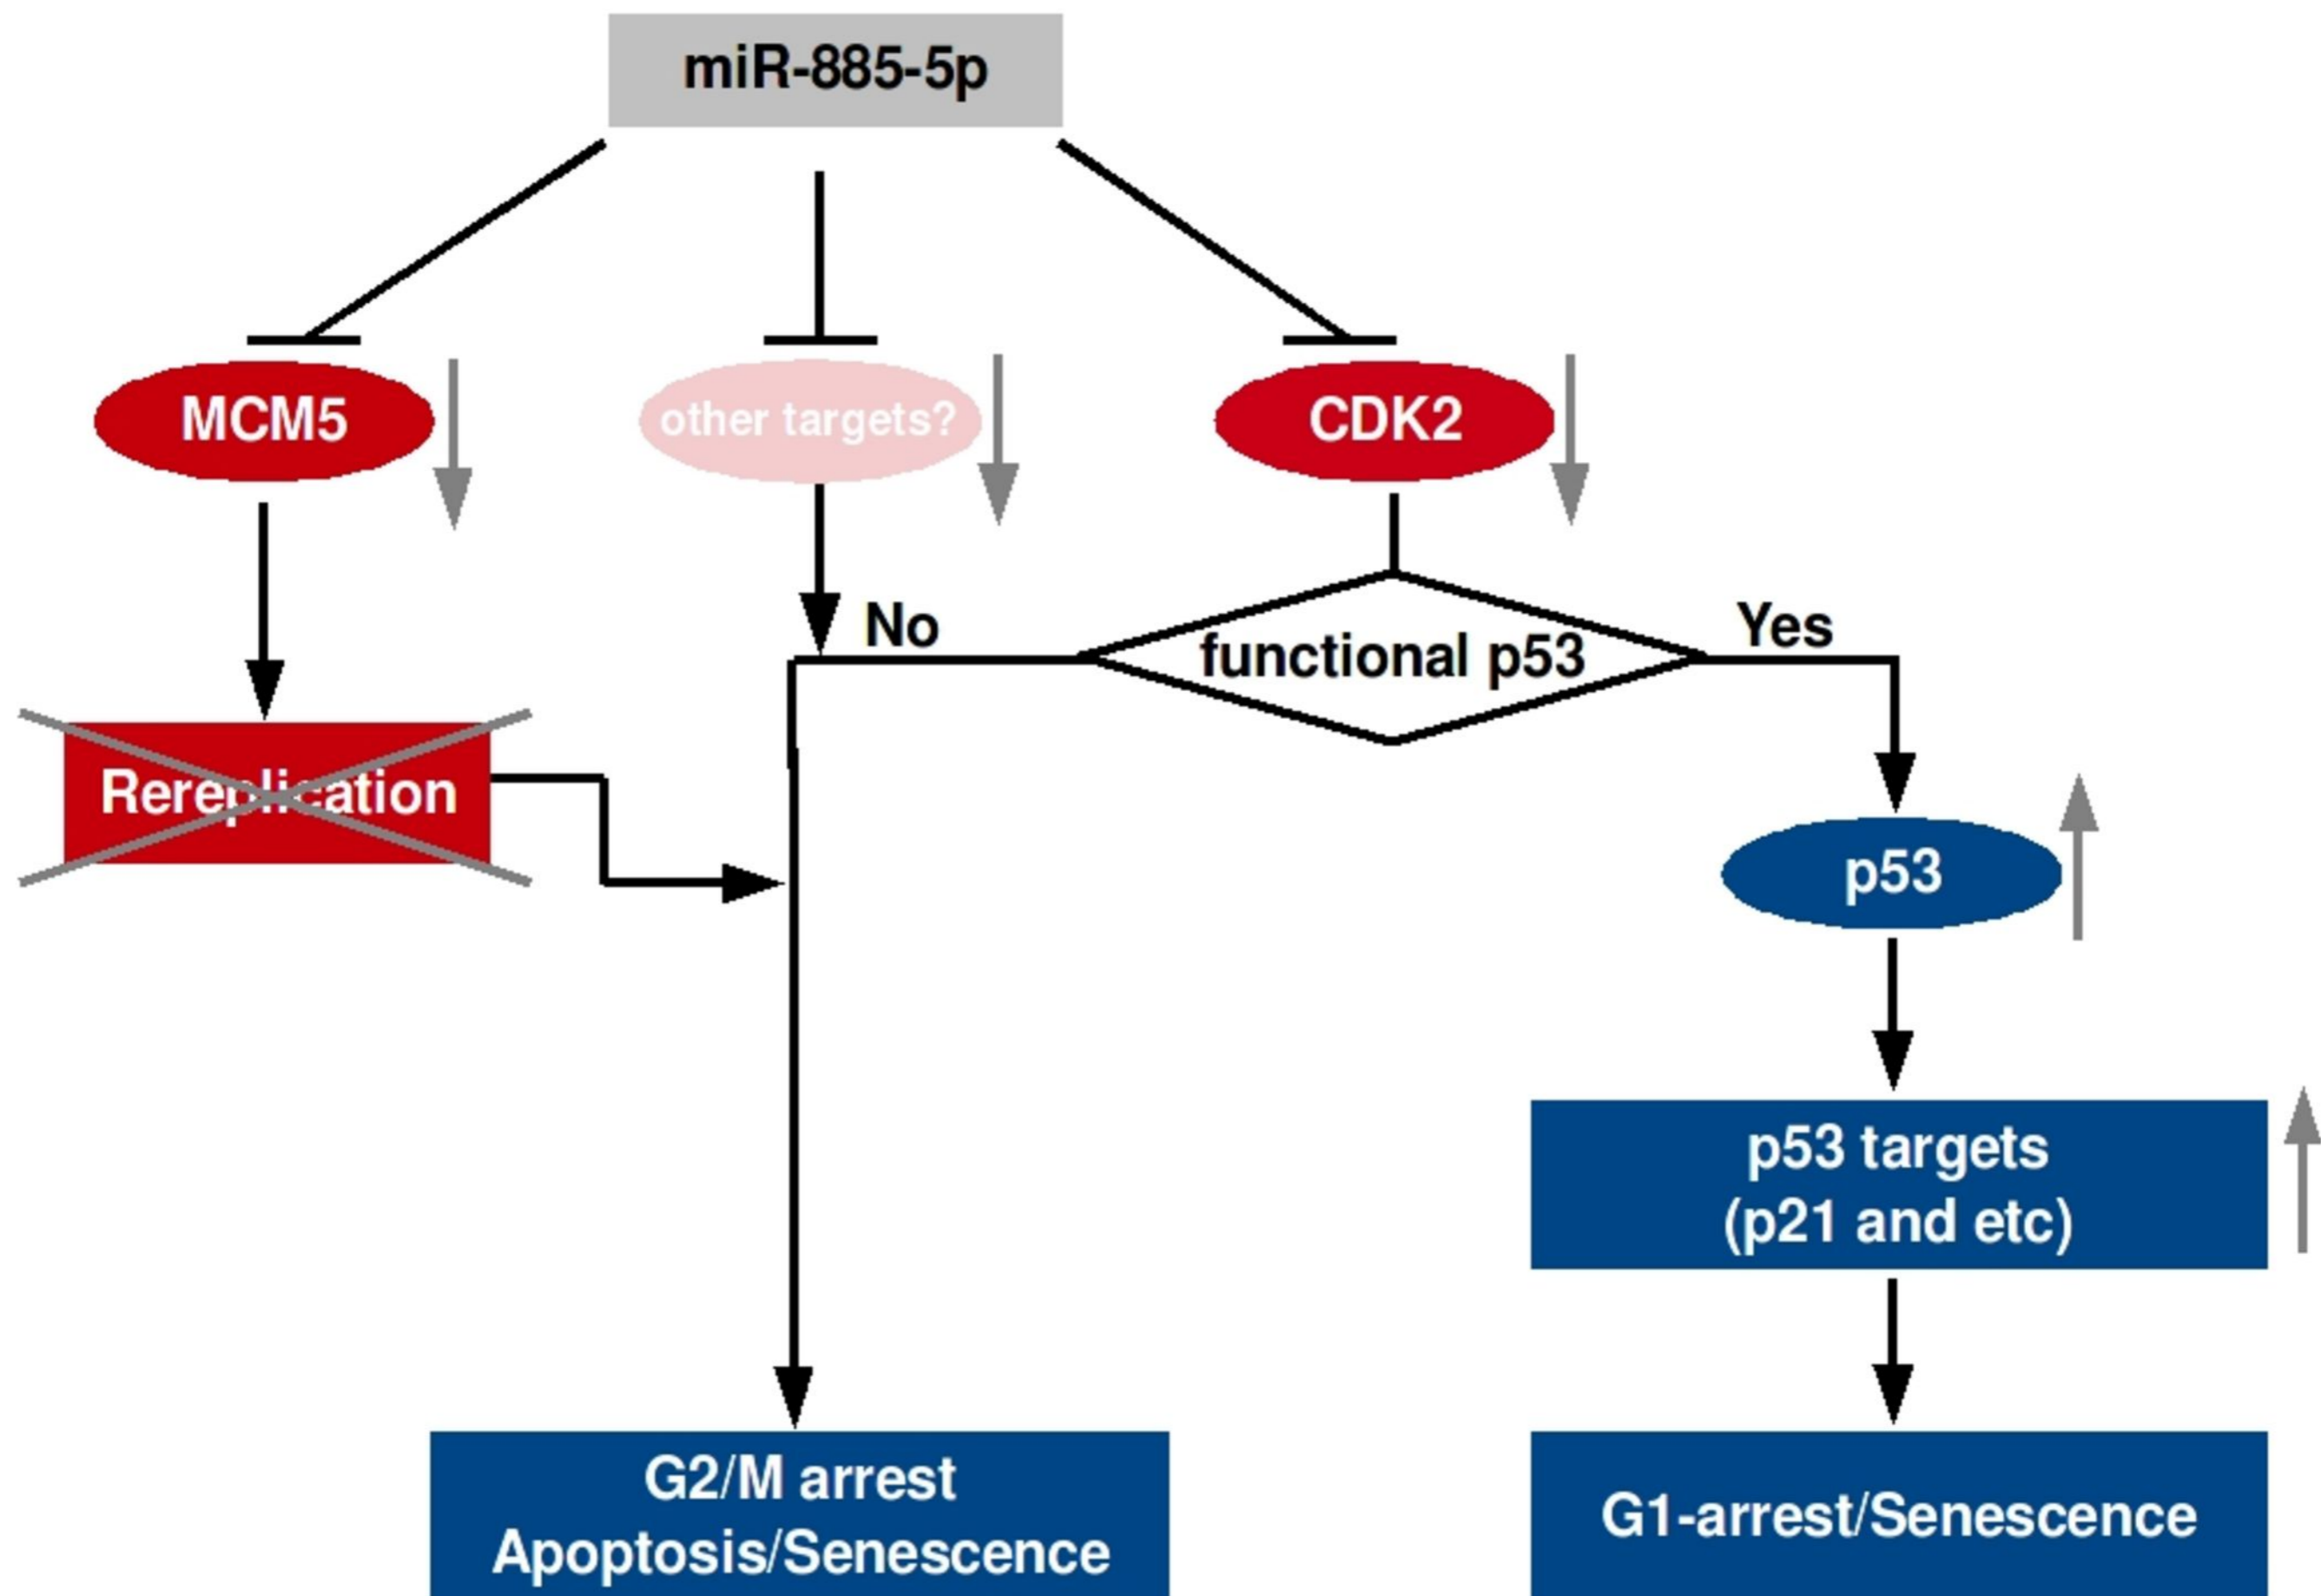 miR-885-5p
MCM5
other targets?
CDK2
No
functional p53
Yes
Rereplication
p53
p53 targets
(p21 and etc)
G2/M arrest
Apoptosis/Senescence
G1-arrest/Senescence